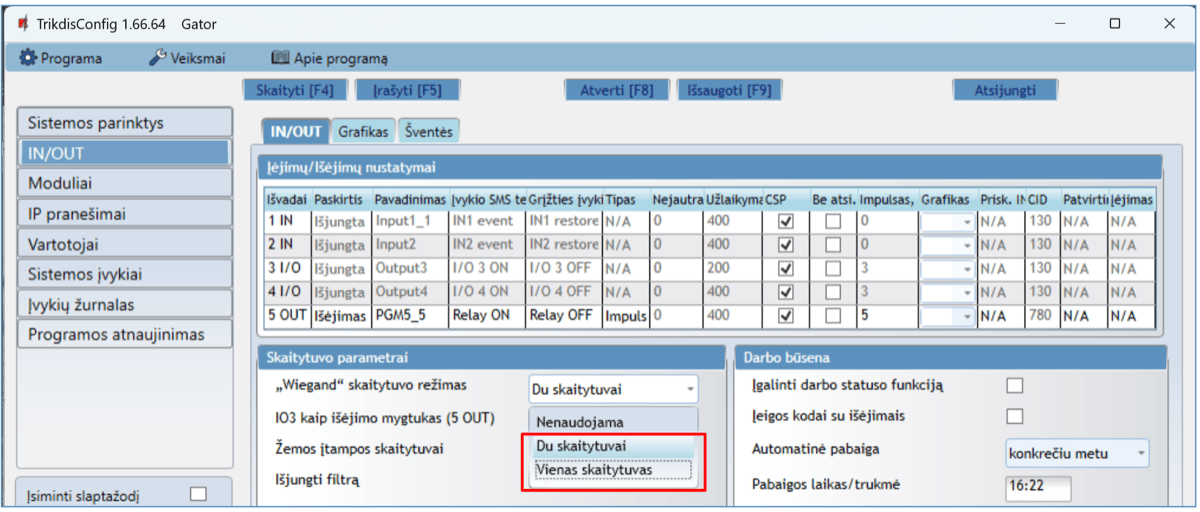 TrikdisConfig 1.66.64 Gator
Programa Veiksmai Apie programą
Skaityti [F4] Įrašyti [F5] Atverti [F8] Išsaugoti [F9] Atsijungti
Sistemos parinktys
IN/OUT
Moduliai
IP pranešimai
Vartotojai
Sistemos įvykiai
Įvykių žurnalas
Programos atnaujinimas
Įsiminti slaptažodį
IN/OUT Grafikas Šventės
Įėjimų/Išėjimų nustatymai
Išvadai Paskirtis Pavadinimas Įvykio SMS te Grįžties įvyki Tipas Nejautra Užlaikyma CSP Be atsi. Impulsas, Grafikas Prisk. IN CID Patvirti Įėjimas
1 IN Išjungta Input1_1 IN1 event IN1 restore N/A 0 400 0 N/A 130 N/A N/A
2 IN Išjungta Input2 IN2 event IN2 restore N/A 0 400 0 N/A 130 N/A N/A
3 I/O Išjungta Output3 I/O 3 ON I/O 3 OFF N/A 0 200 3 N/A 130 N/A N/A
4 I/O Išjungta Output4 I/O 4 ON I/O 4 OFF N/A 0 400 3 N/A 130 N/A N/A
5 OUT Išėjimas PGM5_5 Relay ON Relay OFF Impuls 0 400 5 N/A 780 N/A N/A
Skaitytuvo parametrai
„Wiegand“ skaitytuvo režimas Du skaitytuvai
IO3 kaip išėjimo mygtukas (5 OUT) Nenaudojama
Žemos įtampos skaitytuvai Du skaitytuvai
Vienas skaitytuvas
Išjungti filtrą
Darbo būsena
Įgalinti darbo statuso funkciją
Įeigos kodai su išėjimais
Automatinė pabaiga konkrečiu metu
Pabaigos laikas/trukmė 16:22